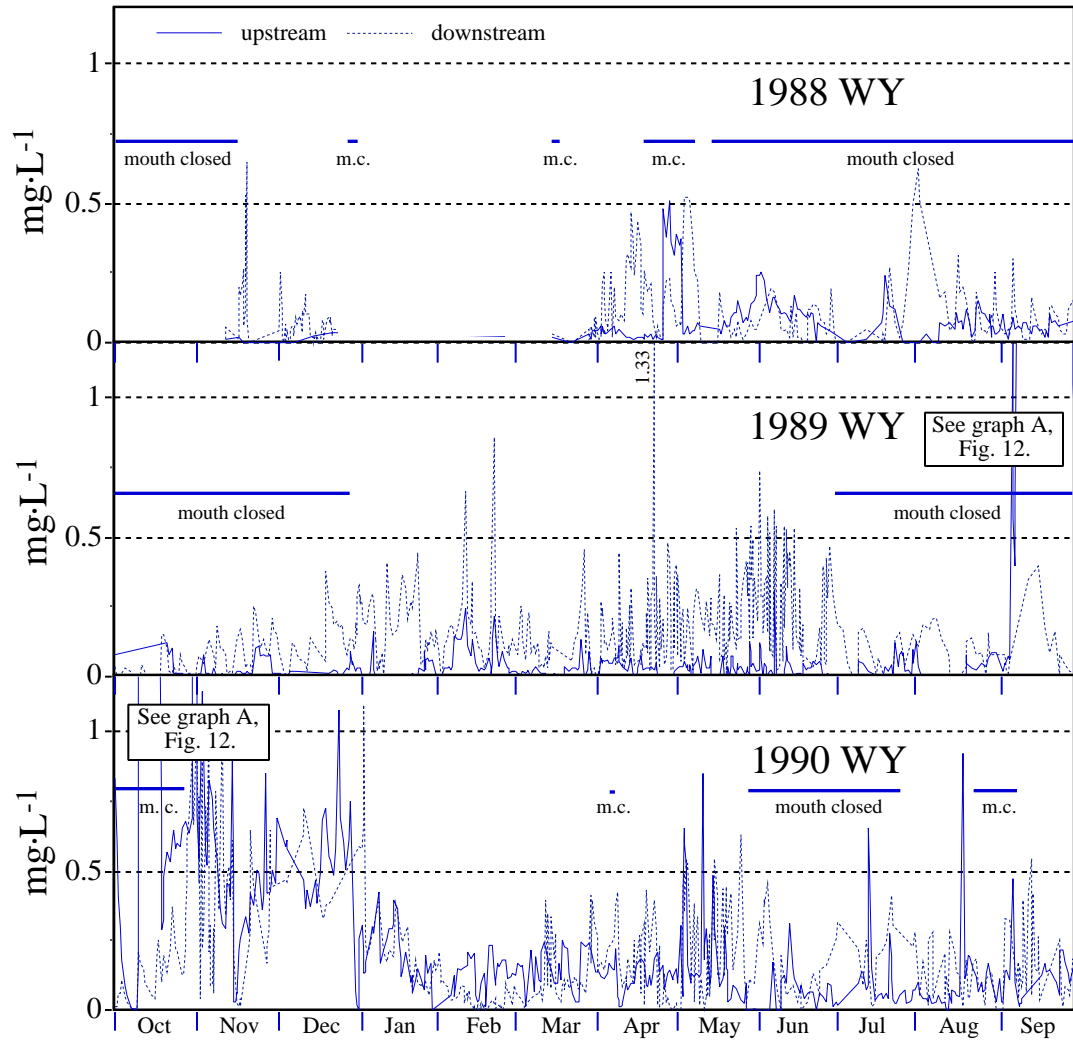 upstream downstream
1
1988 WY
mouth closed m.c. m.c. m.c. mouth closed
mg·L-1
0.5
0
1.33
1
1989 WY
See graph A,
Fig. 12.
mouth closed mouth closed
mg·L-1
0.5
0
See graph A,
Fig. 12.
1
1990 WY
m. c. m.c. mouth closed m.c.
mg·L-1
0.5
0
Oct Nov Dec Jan Feb Mar Apr May Jun Jul Aug Sep